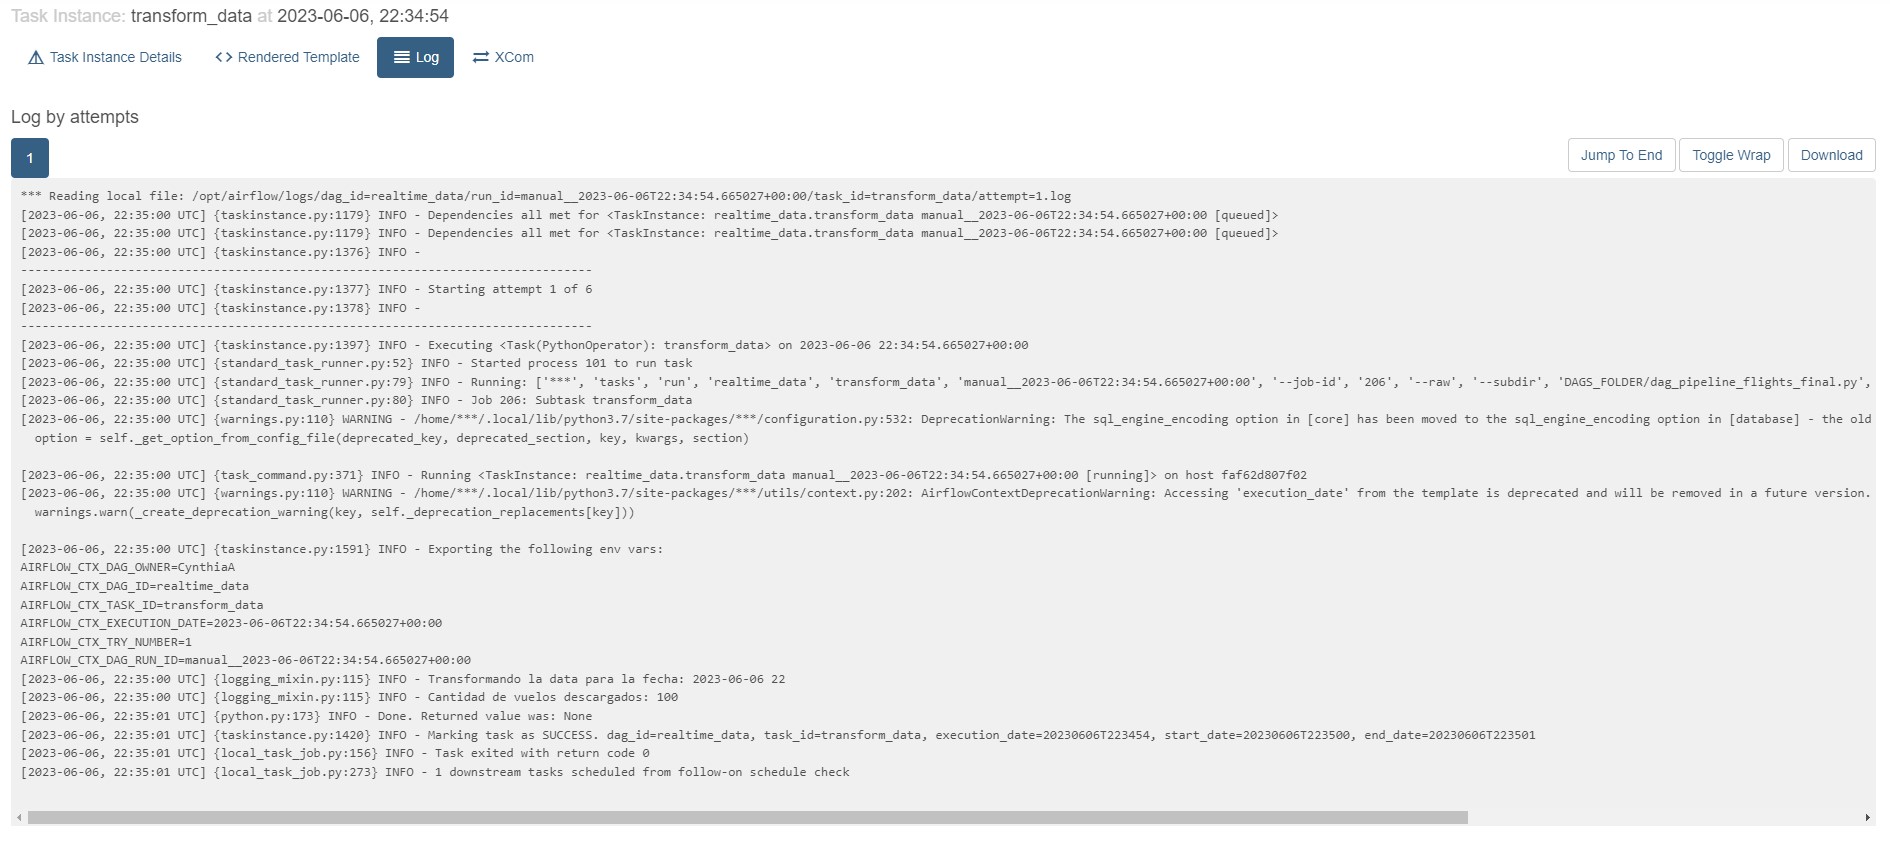 Task Instance: transform_data at 2023-06-06, 22:34:54
Task Instance Details
<> Rendered Template
Log
XCom
Log by attempts
1
Jump To End
Toggle Wrap
Download
*** Reading local file: /opt/airflow/logs/dag_id=realtime_data/run_id=manual__2023-06-06T22:34:54.665027+00:00/task_id=transform_data/attempt=1.log
[2023-06-06, 22:35:00 UTC] {taskinstance.py:1179} INFO - Dependencies all met for <TaskInstance: realtime_data.transform_data manual__2023-06-06T22:34:54.665027+00:00 [queued]>
[2023-06-06, 22:35:00 UTC] {taskinstance.py:1179} INFO - Dependencies all met for <TaskInstance: realtime_data.transform_data manual__2023-06-06T22:34:54.665027+00:00 [queued]>
[2023-06-06, 22:35:00 UTC] {taskinstance.py:1376} INFO - 
--------------------------------------------------------------------------------
[2023-06-06, 22:35:00 UTC] {taskinstance.py:1377} INFO - Starting attempt 1 of 6
[2023-06-06, 22:35:00 UTC] {taskinstance.py:1378} INFO - 
--------------------------------------------------------------------------------
[2023-06-06, 22:35:00 UTC] {taskinstance.py:1397} INFO - Executing <Task(PythonOperator): transform_data> on 2023-06-06 22:34:54.665027+00:00
[2023-06-06, 22:35:00 UTC] {standard_task_runner.py:52} INFO - Started process 101 to run task
[2023-06-06, 22:35:00 UTC] {standard_task_runner.py:79} INFO - Running: ['***', 'tasks', 'run', 'realtime_data', 'transform_data', 'manual__2023-06-06T22:34:54.665027+00:00', '--job-id', '206', '--raw', '--subdir', 'DAGS_FOLDER/dag_pipeline_flights_final.py',
[2023-06-06, 22:35:00 UTC] {standard_task_runner.py:80} INFO - Job 206: Subtask transform_data
[2023-06-06, 22:35:00 UTC] {warnings.py:110} WARNING - /home/***/.local/lib/python3.7/site-packages/***/configuration.py:532: DeprecationWarning: The sql_engine_encoding option in [core] has been moved to the sql_engine_encoding option in [database] - the old
option = self._get_option_from_config_file(deprecated_key, deprecated_section, key, kwargs, section)
[2023-06-06, 22:35:00 UTC] {task_command.py:371} INFO - Running <TaskInstance: realtime_data.transform_data manual__2023-06-06T22:34:54.665027+00:00 [running]> on host faf62d807f02
[2023-06-06, 22:35:00 UTC] {warnings.py:110} WARNING - /home/***/.local/lib/python3.7/site-packages/***/utils/context.py:202: AirflowContextDeprecationWarning: Accessing 'execution_date' from the template is deprecated and will be removed in a future version.
warnings.warn(_create_deprecation_warning(key, self._deprecation_replacements[key]))
[2023-06-06, 22:35:00 UTC] {taskinstance.py:1591} INFO - Exporting the following env vars:
AIRFLOW_CTX_DAG_OWNER=CynthiaA
AIRFLOW_CTX_DAG_ID=realtime_data
AIRFLOW_CTX_TASK_ID=transform_data
AIRFLOW_CTX_EXECUTION_DATE=2023-06-06T22:34:54.665027+00:00
AIRFLOW_CTX_TRY_NUMBER=1
AIRFLOW_CTX_DAG_RUN_ID=manual__2023-06-06T22:34:54.665027+00:00
[2023-06-06, 22:35:00 UTC] {logging_mixin.py:115} INFO - Transformando la data para la fecha: 2023-06-06 22
[2023-06-06, 22:35:00 UTC] {logging_mixin.py:115} INFO - Cantidad de vuelos descargados: 100
[2023-06-06, 22:35:01 UTC] {python.py:173} INFO - Done. Returned value was: None
[2023-06-06, 22:35:01 UTC] {taskinstance.py:1420} INFO - Marking task as SUCCESS. dag_id=realtime_data, task_id=transform_data, execution_date=20230606T223454, start_date=20230606T223500, end_date=20230606T223501
[2023-06-06, 22:35:01 UTC] {local_task_job.py:156} INFO - Task exited with return code 0
[2023-06-06, 22:35:01 UTC] {local_task_job.py:273} INFO - 1 downstream tasks scheduled from follow-on schedule check